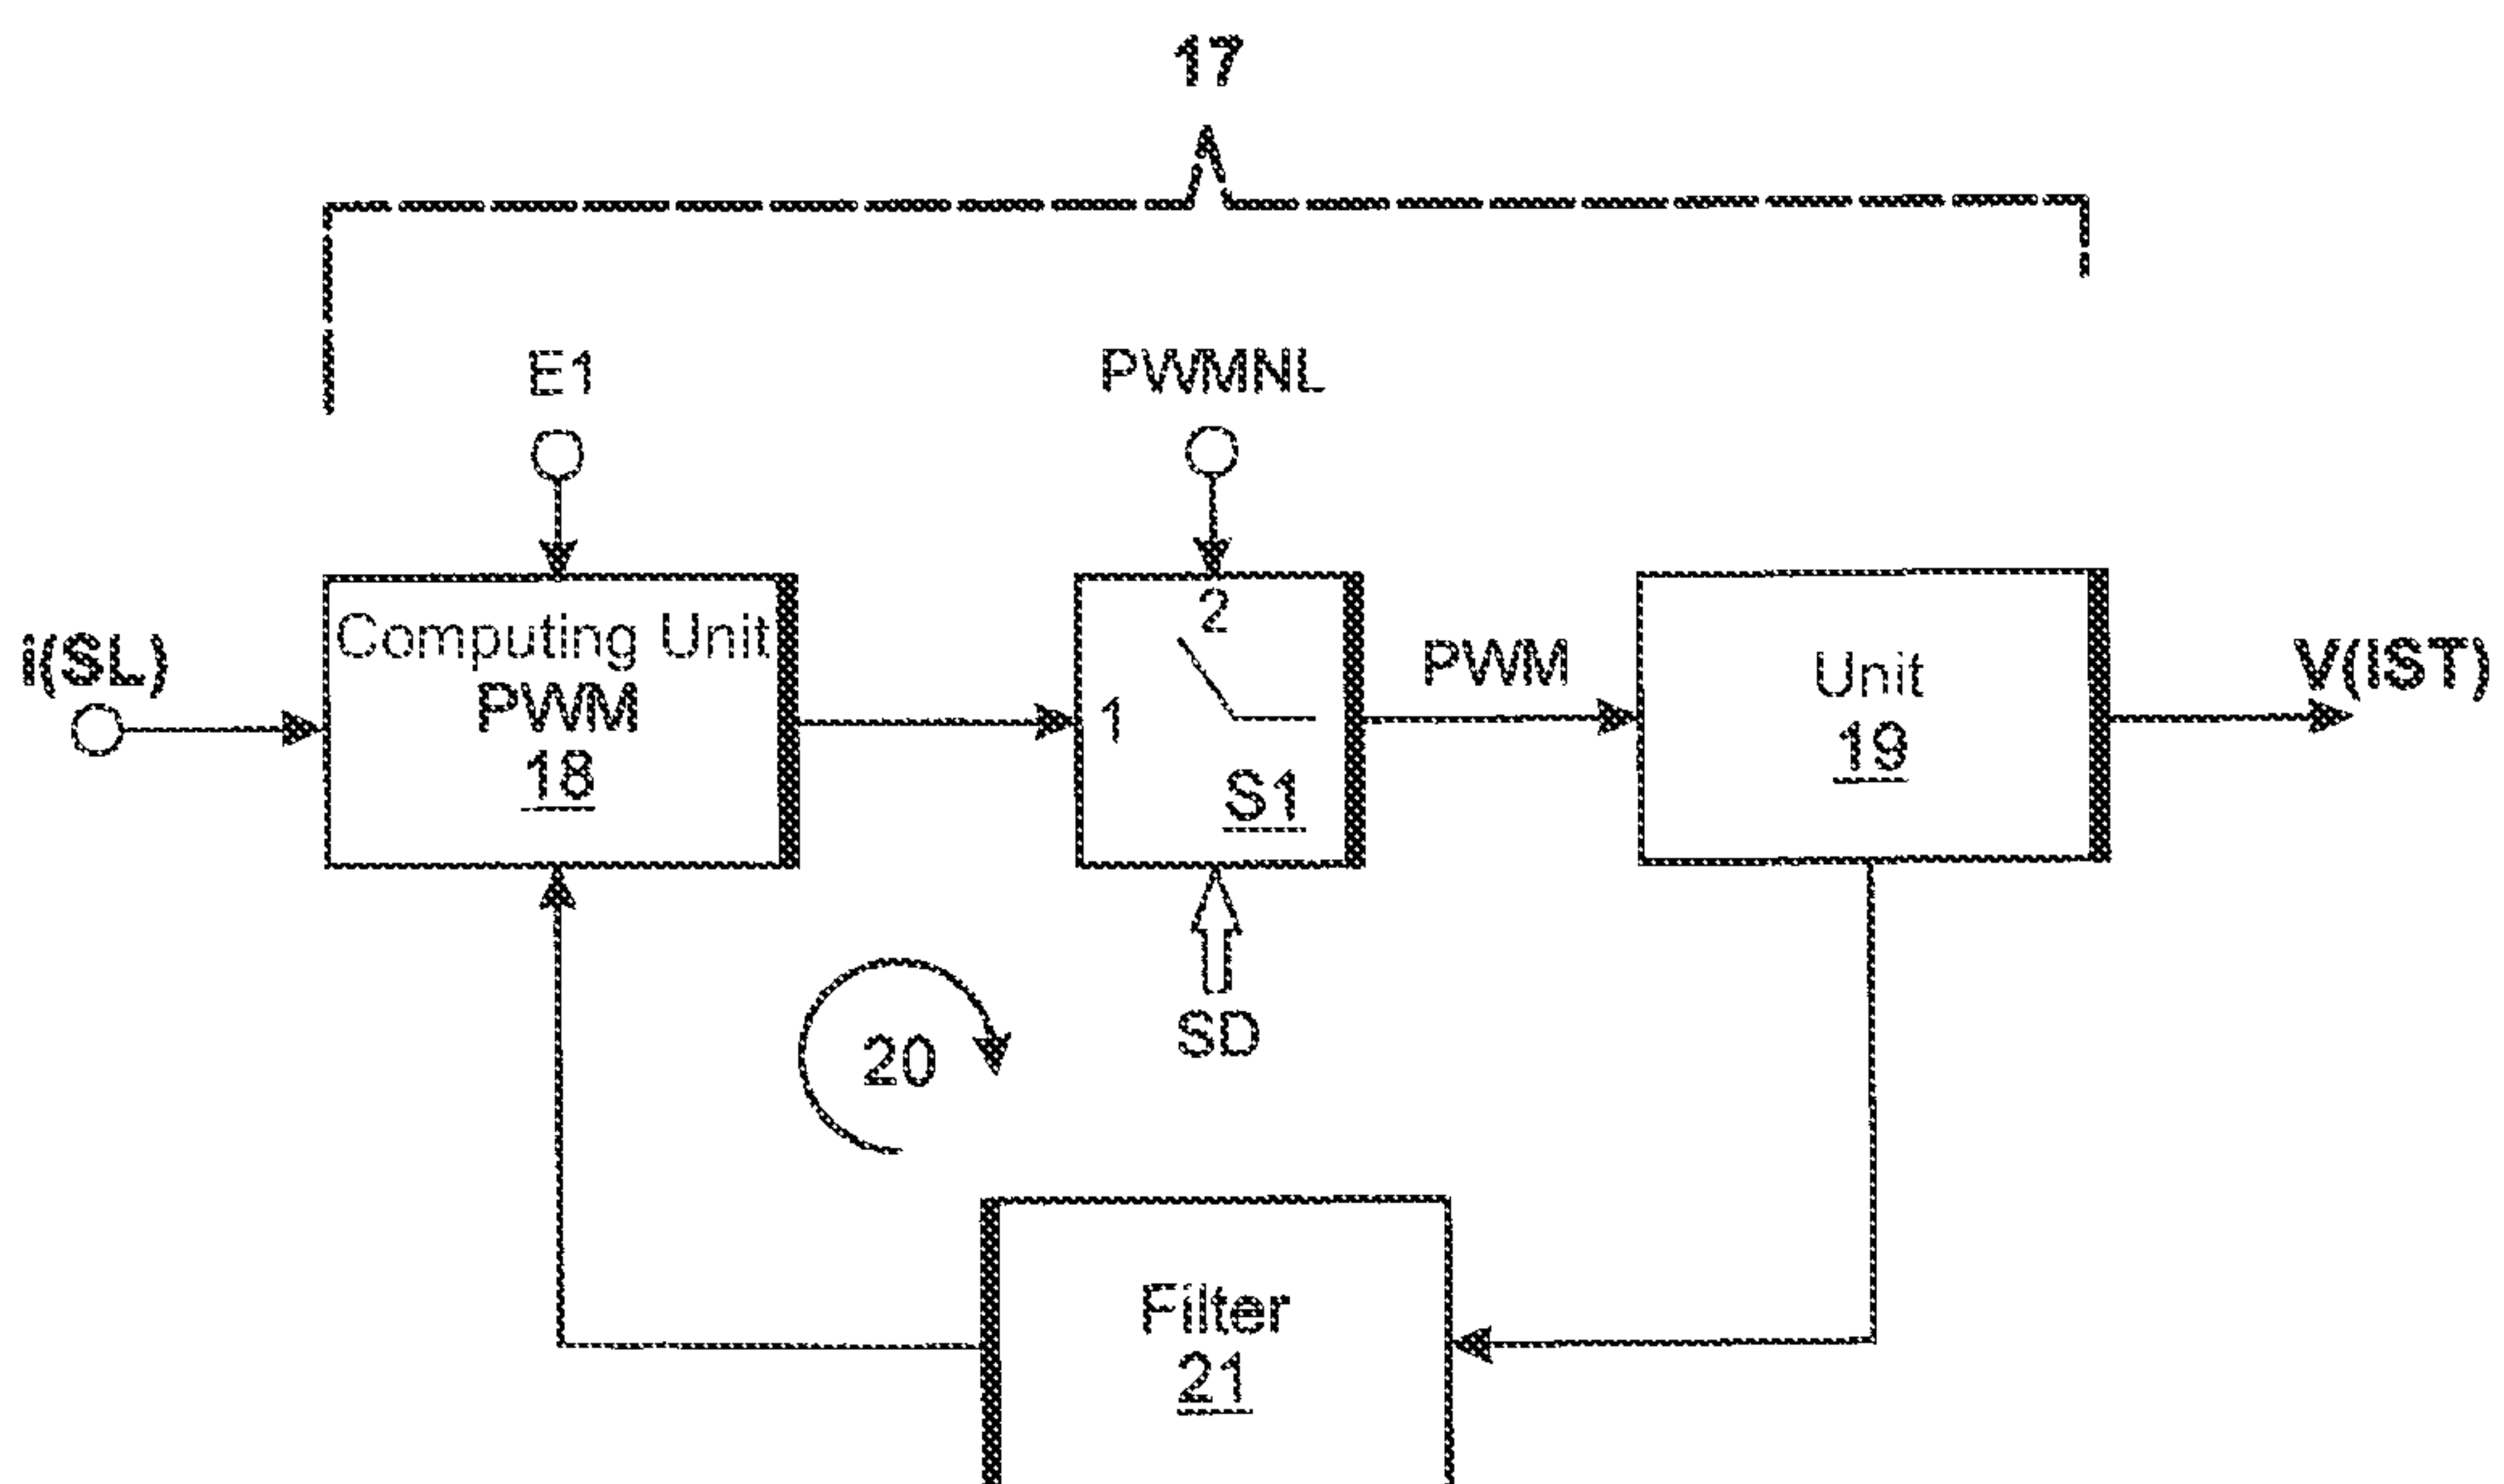 17
E1
PWMNL
i(SL)
Computing Unit
PWM
18
2
1
S1
PWM
Unit
19
V(IST)
SD
20
Filter
21